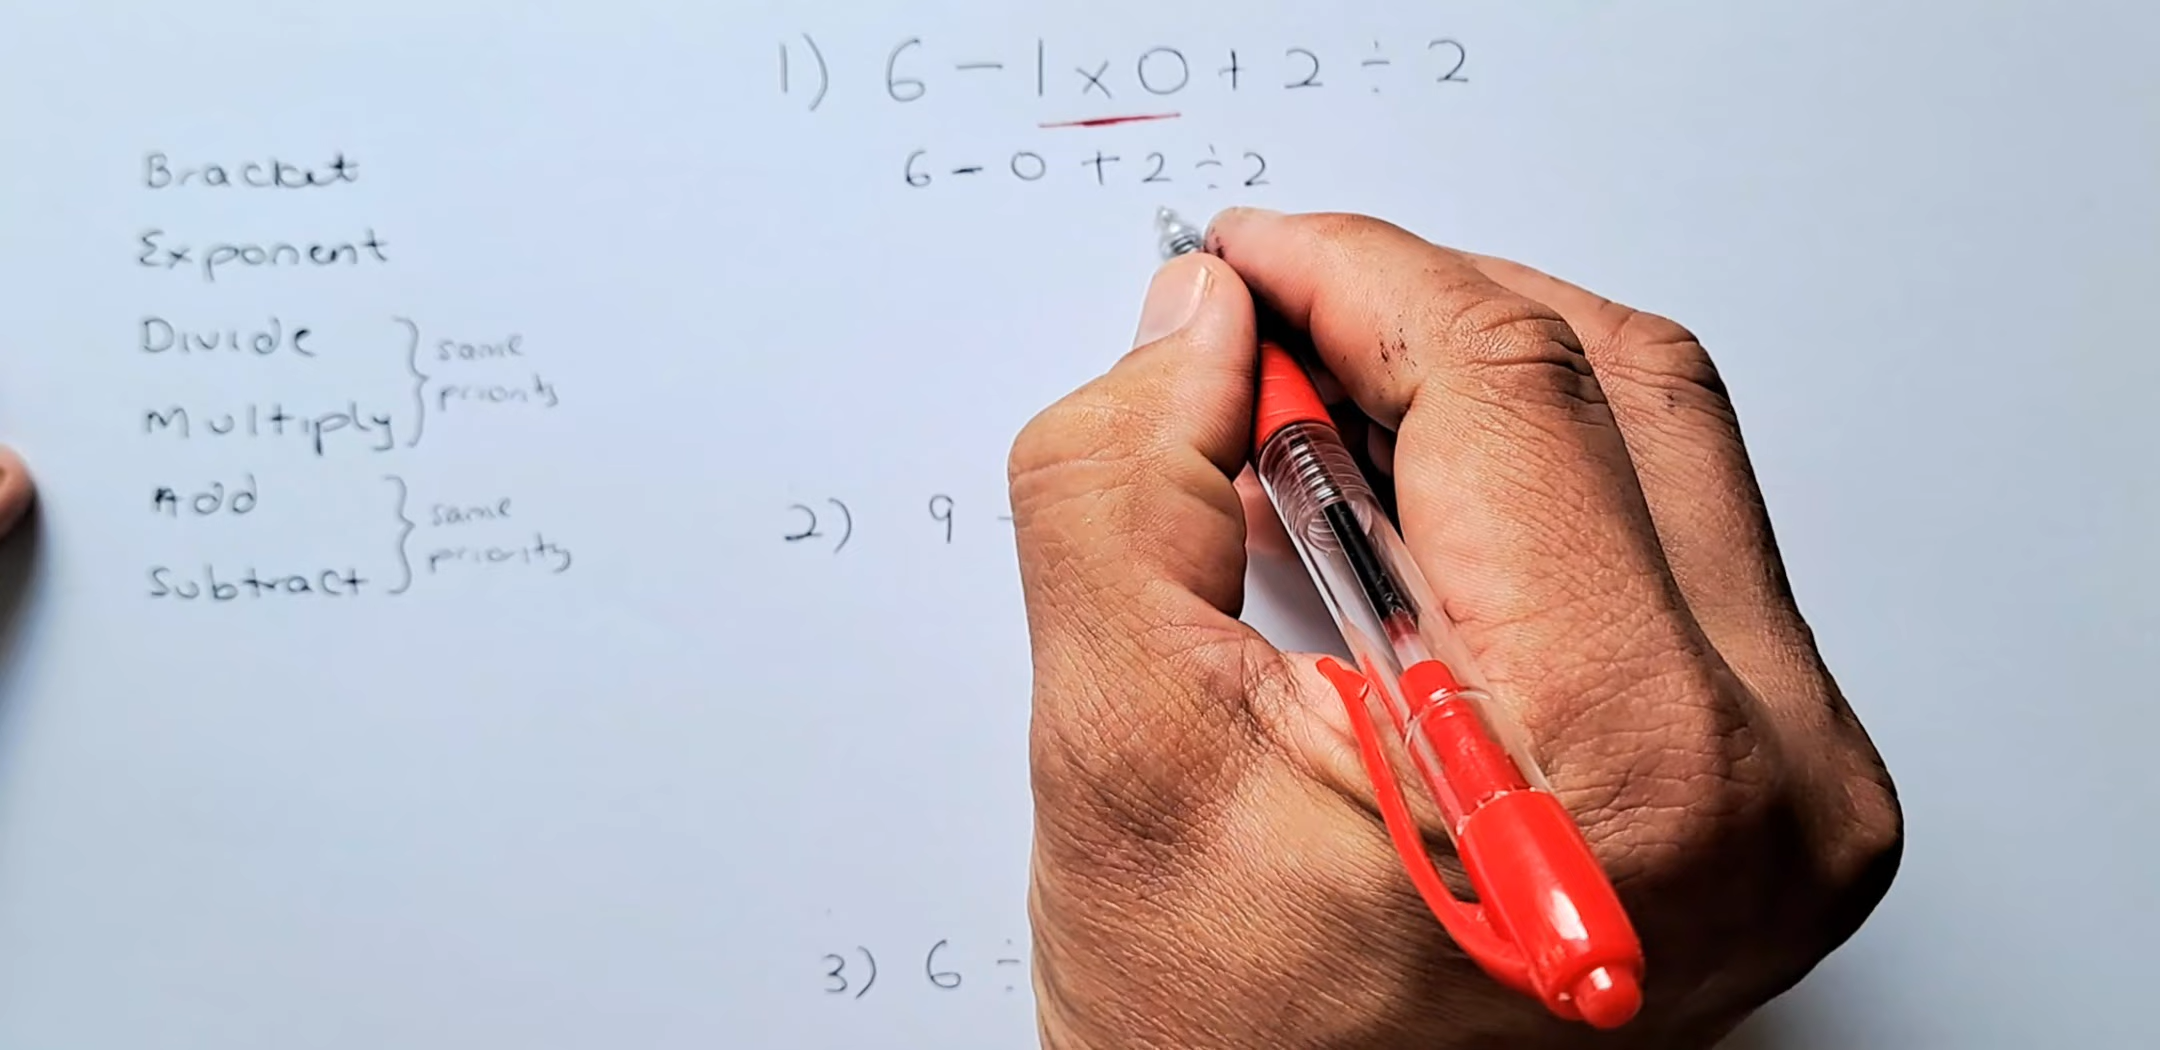 1) 6 - 1 × 0 + 2 ÷ 2
6 - 0 + 2 ÷ 2
Bracket
Exponent
Divide
Multiply
same
priority
Add
Subtract
same
priority
2) 9 -
3) 6 ÷